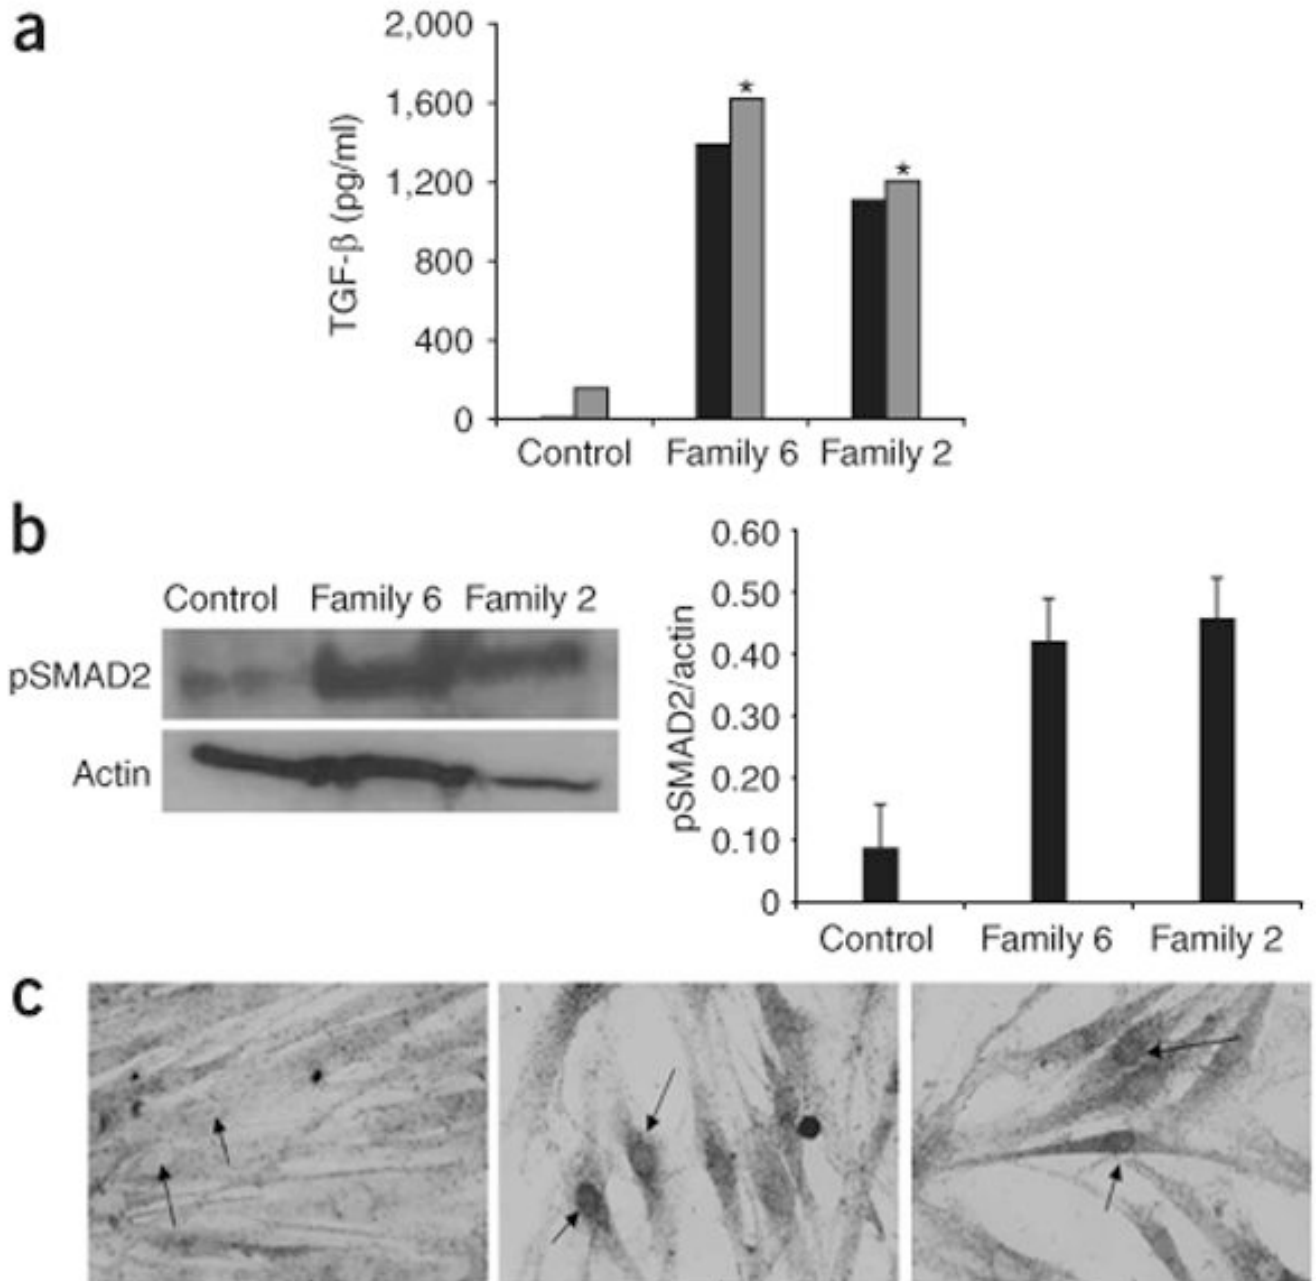 a
2,000
1,600
1,200
800
400
0
TGF-β (pg/ml)
*
*
Control Family 6 Family 2
b
Control Family 6 Family 2
pSMAD2
Actin
0.60
0.50
0.40
0.30
0.20
0.10
0
pSMAD2/actin
Control Family 6 Family 2
c